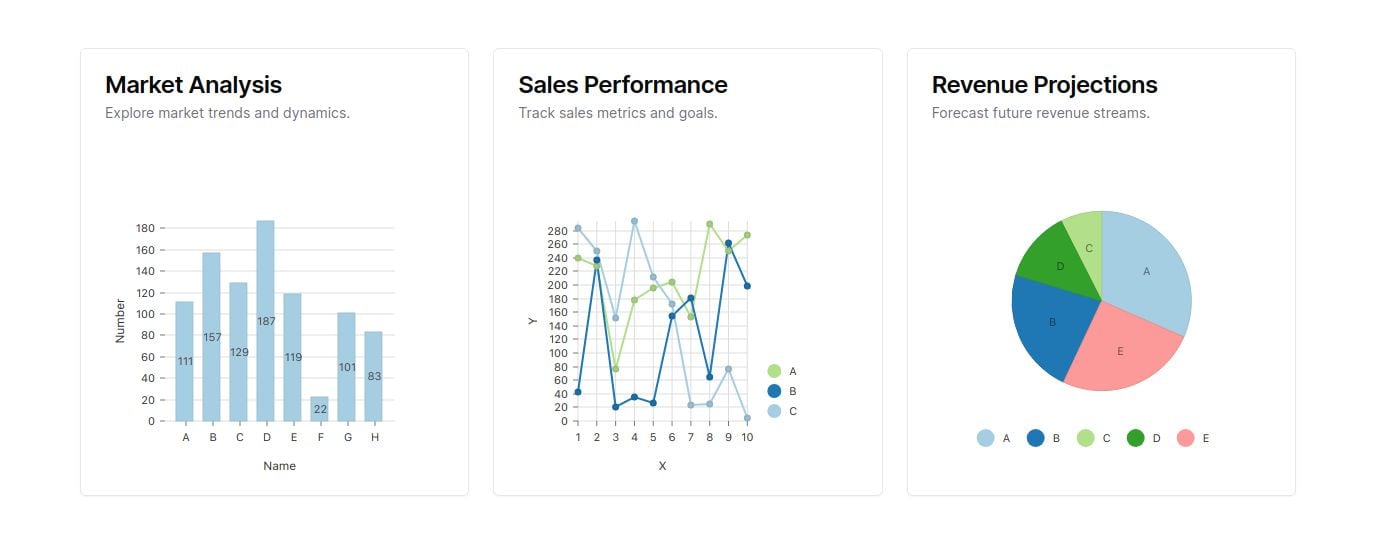 Market Analysis
Explore market trends and dynamics.
180
160
140
120
100
80
60
40
20
0
Number
111
157
129
187
119
22
101
83
A B C D E F G H
Name
Sales Performance
Track sales metrics and goals.
280
260
240
220
200
180
160
140
120
100
80
60
40
20
0
Y
1 2 3 4 5 6 7 8 9 10
X
A
B
C
Revenue Projections
Forecast future revenue streams.
C
A
D
B
E
A B C D E